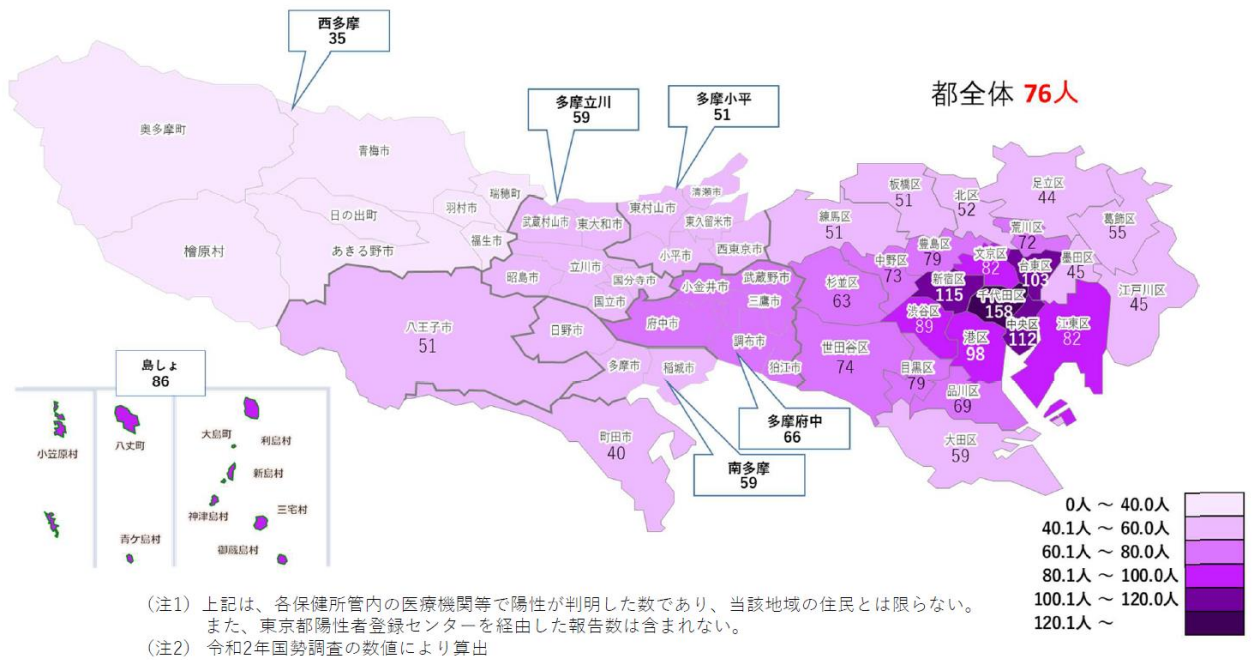 西多摩
35
多摩立川
59
多摩小平
51
都全体 76人
奥多摩町
青梅市
瑞穂町
羽村市
日の出町
福生市
あきる野市
檜原村
武蔵村山市
東大和市
東村山市
清瀬市
東久留米市
小平市
西東京市
昭島市
立川市
国分寺市
国立市
小金井市
武蔵野市
三鷹市
府中市
調布市
狛江市
八王子市
51
日野市
多摩市
稲城市
町田市
40
多摩府中
66
南多摩
59
板橋区
51
北区
52
足立区
44
練馬区
51
豊島区
79
文京区
82
荒川区
72
葛飾区
55
中野区
73
台東区
103
墨田区
45
杉並区
63
新宿区
115
千代田区
158
江戸川区
45
渋谷区
89
中央区
112
江東区
82
港区
98
世田谷区
74
目黒区
79
品川区
69
大田区
59
島しょ
86
小笠原村
八丈町
青ケ島村
大島町
利島村
新島村
神津島村
三宅村
御蔵島村
0人 ～ 40.0人
40.1人 ～ 60.0人
60.1人 ～ 80.0人
80.1人 ～ 100.0人
100.1人 ～ 120.0人
120.1人 ～
（注1）上記は、各保健所管内の医療機関等で陽性が判明した数であり、当該地域の住民とは限らない。
また、東京都陽性者登録センターを経由した報告数は含まれない。
（注2） 令和2年国勢調査の数値により算出